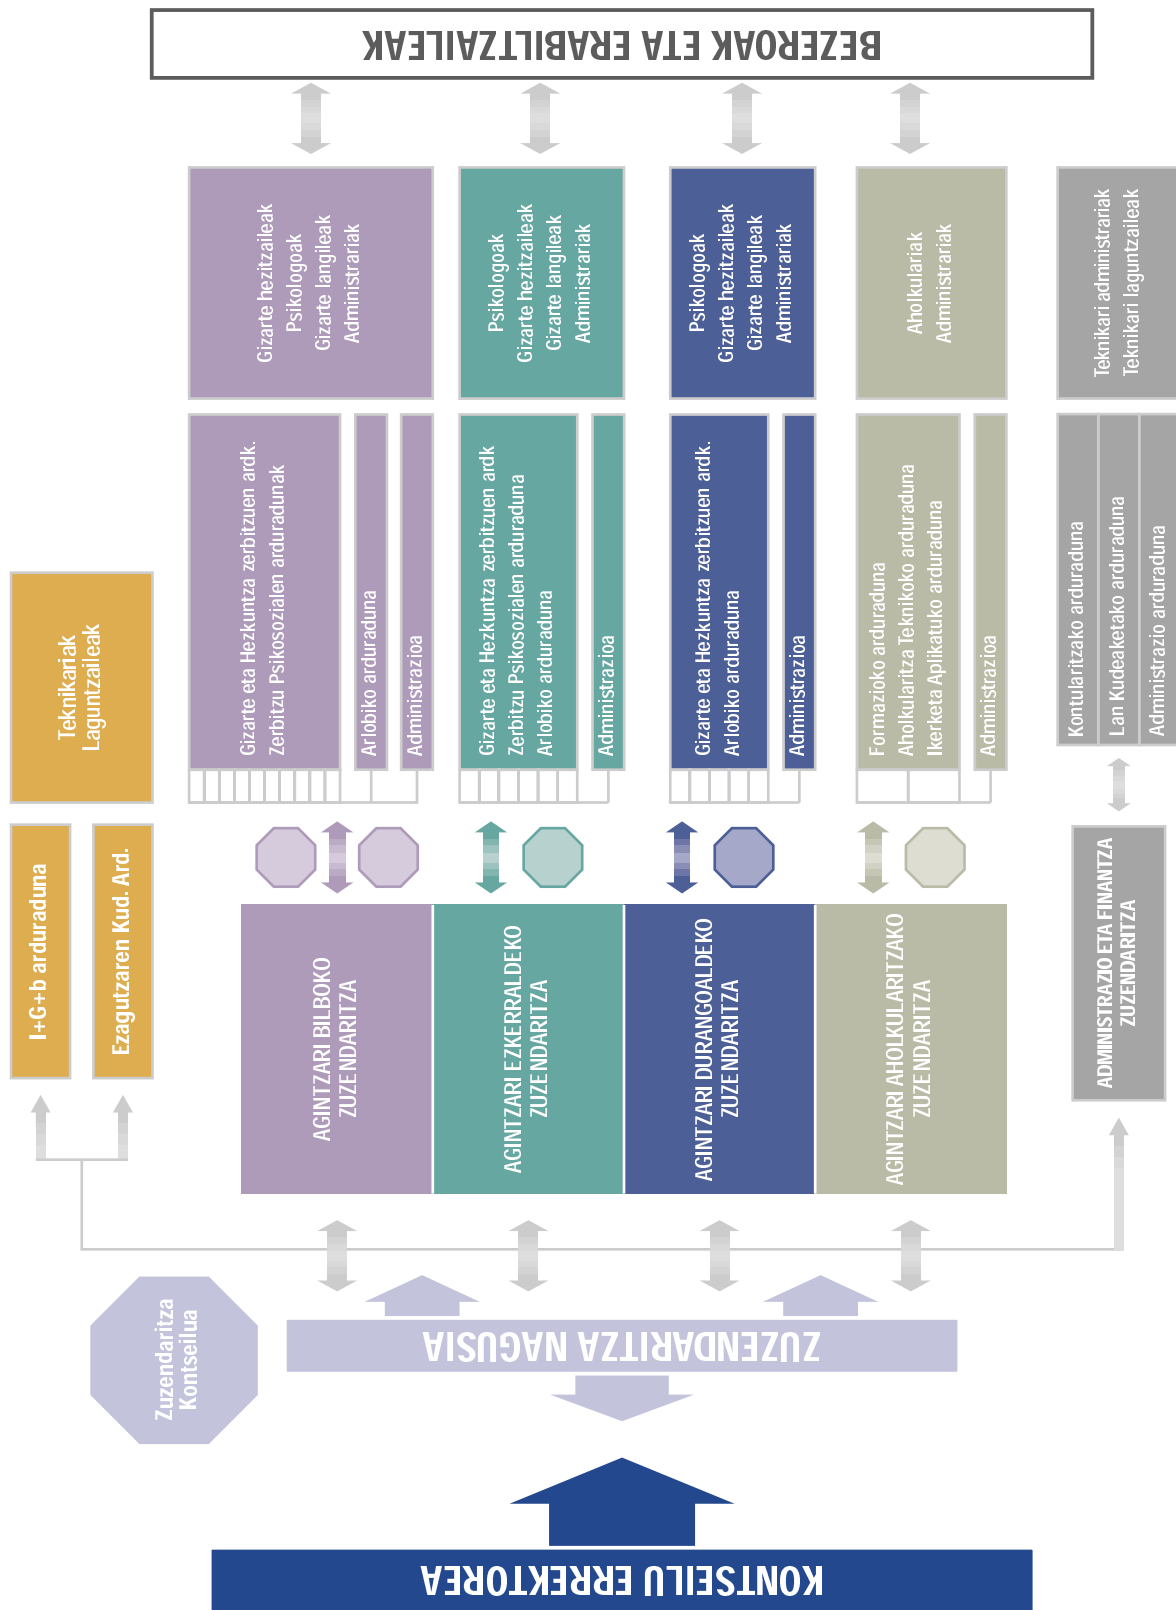 BEZEROAK ETA ERABILTZAILEAK
Gizarte hezitzaileak
Psikologoak
Gizarte langileak
Administrariak
Psikologoak
Gizarte hezitzaileak
Gizarte langileak
Administrariak
Psikologoak
Gizarte hezitzaileak
Gizarte langileak
Administrariak
Aholkulariak
Administrariak
Teknikari administrariak
Teknikari laguntzaileak
Gizarte eta Hezkuntza zerbitzuen ardk.
Zerbitzu Psikosozialen arduradunak
Arlobiko arduraduna
Administrazioa
Gizarte eta Hezkuntza zerbitzuen ardk
Zerbitzu Psikosozialen arduraduna
Arlobiko arduraduna
Administrazioa
Gizarte eta Hezkuntza zerbitzuen ardk.
Arlobiko arduraduna
Administrazioa
Formazioko arduraduna
Aholkularitza Teknikoko arduraduna
Ikerketa Aplikatuko arduraduna
Administrazioa
Kontularitzako arduraduna
Lan Kudeaketako arduraduna
Administrazio arduraduna
Teknikariak
Laguntzaileak
I+G+b arduraduna
Ezagutzaren Kud. Ard.
AGINTZARI BILBOKO
ZUZENDARITZA
AGINTZARI EZKERRALDEKO
ZUZENDARITZA
AGINTZARI DURANGOALDEKO
ZUZENDARITZA
AGINTZARI AHOLKULARITZAKO
ZUZENDARITZA
ADMINISTRAZIO ETA FINANTZA
ZUZENDARITZA
Zuzendaritza
Kontseilua
ZUZENDARITZA NAGUSIA
KONTSEILU ERREKTOREA